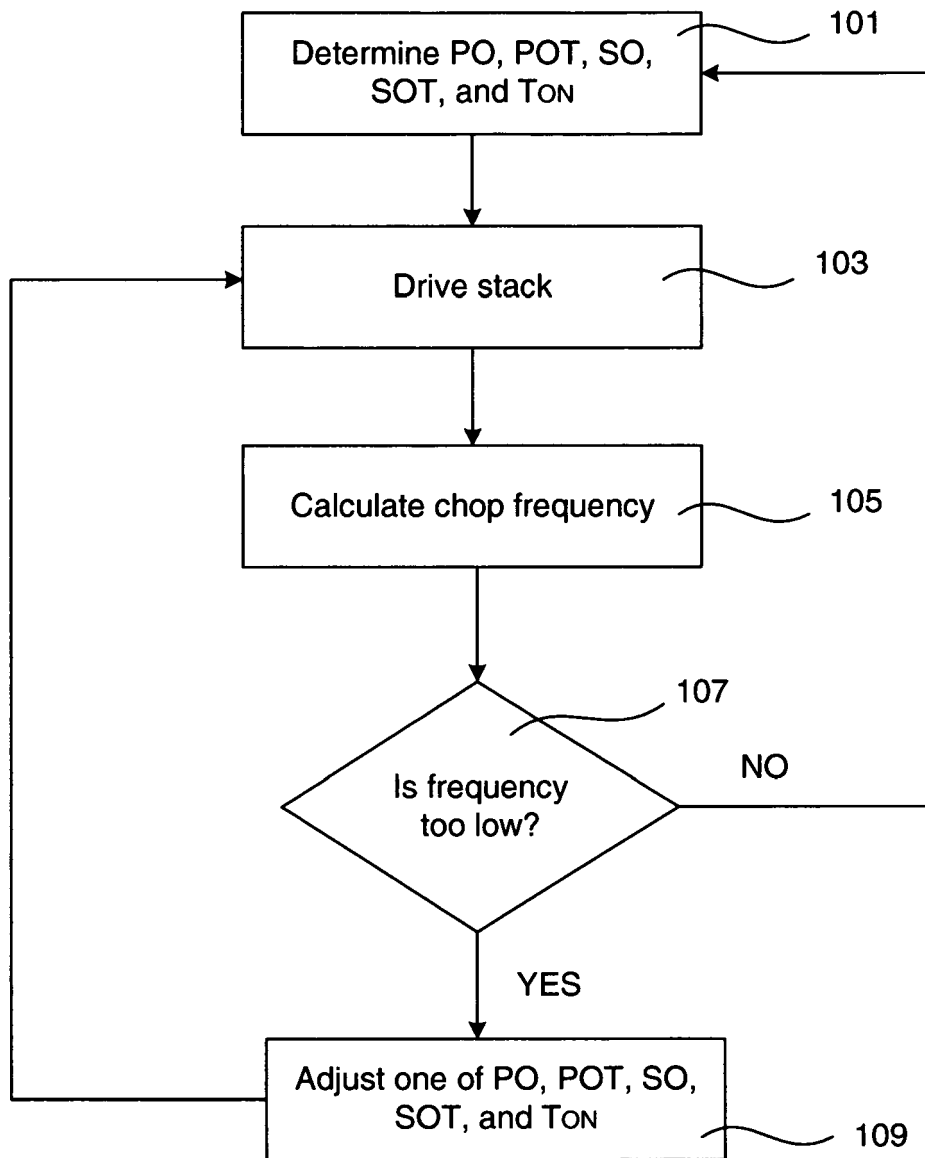 101
Determine PO, POT, SO,
SOT, and TON
103
Drive stack
Calculate chop frequency
105
107
Is frequency
too low?
NO
YES
Adjust one of PO, POT, SO,
SOT, and TON
109